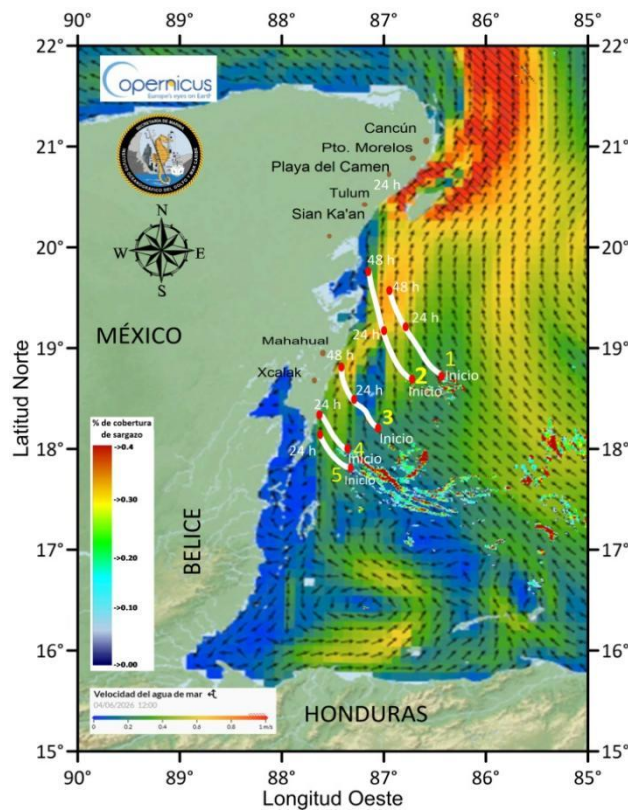 90° 89° 88° 87° 86° 85°
22°
21°
20°
19°
18°
17°
16°
15°
Latitud Norte
opernicus
Europe's eyes on Earth
SECRETARÍA DE MARINA
N
W E
S
Cancún
Pto. Morelos
Playa del Camen
24 h
Tulum
Sian Ka'an
48 h
48 h
MÉXICO
24 h
24 h
Mahahual
1
48 h
2
Inicio
Inicio
Xcalak
24 h
3
24 h
Inicio
4
24 h
Inicio
5
Inicio
% de cobertura
de sargazo
->0.4
->0.30
->0.20
->0.10
->0.00
BELICE
Velocidad del agua de mar
04/06/2026 12:00
0 0.2 0.4 0.6 0.8 1 m/s
HONDURAS
22°
21°
20°
19°
18°
17°
16°
15°
90° 89° 88° 87° 86° 85°
Longitud Oeste